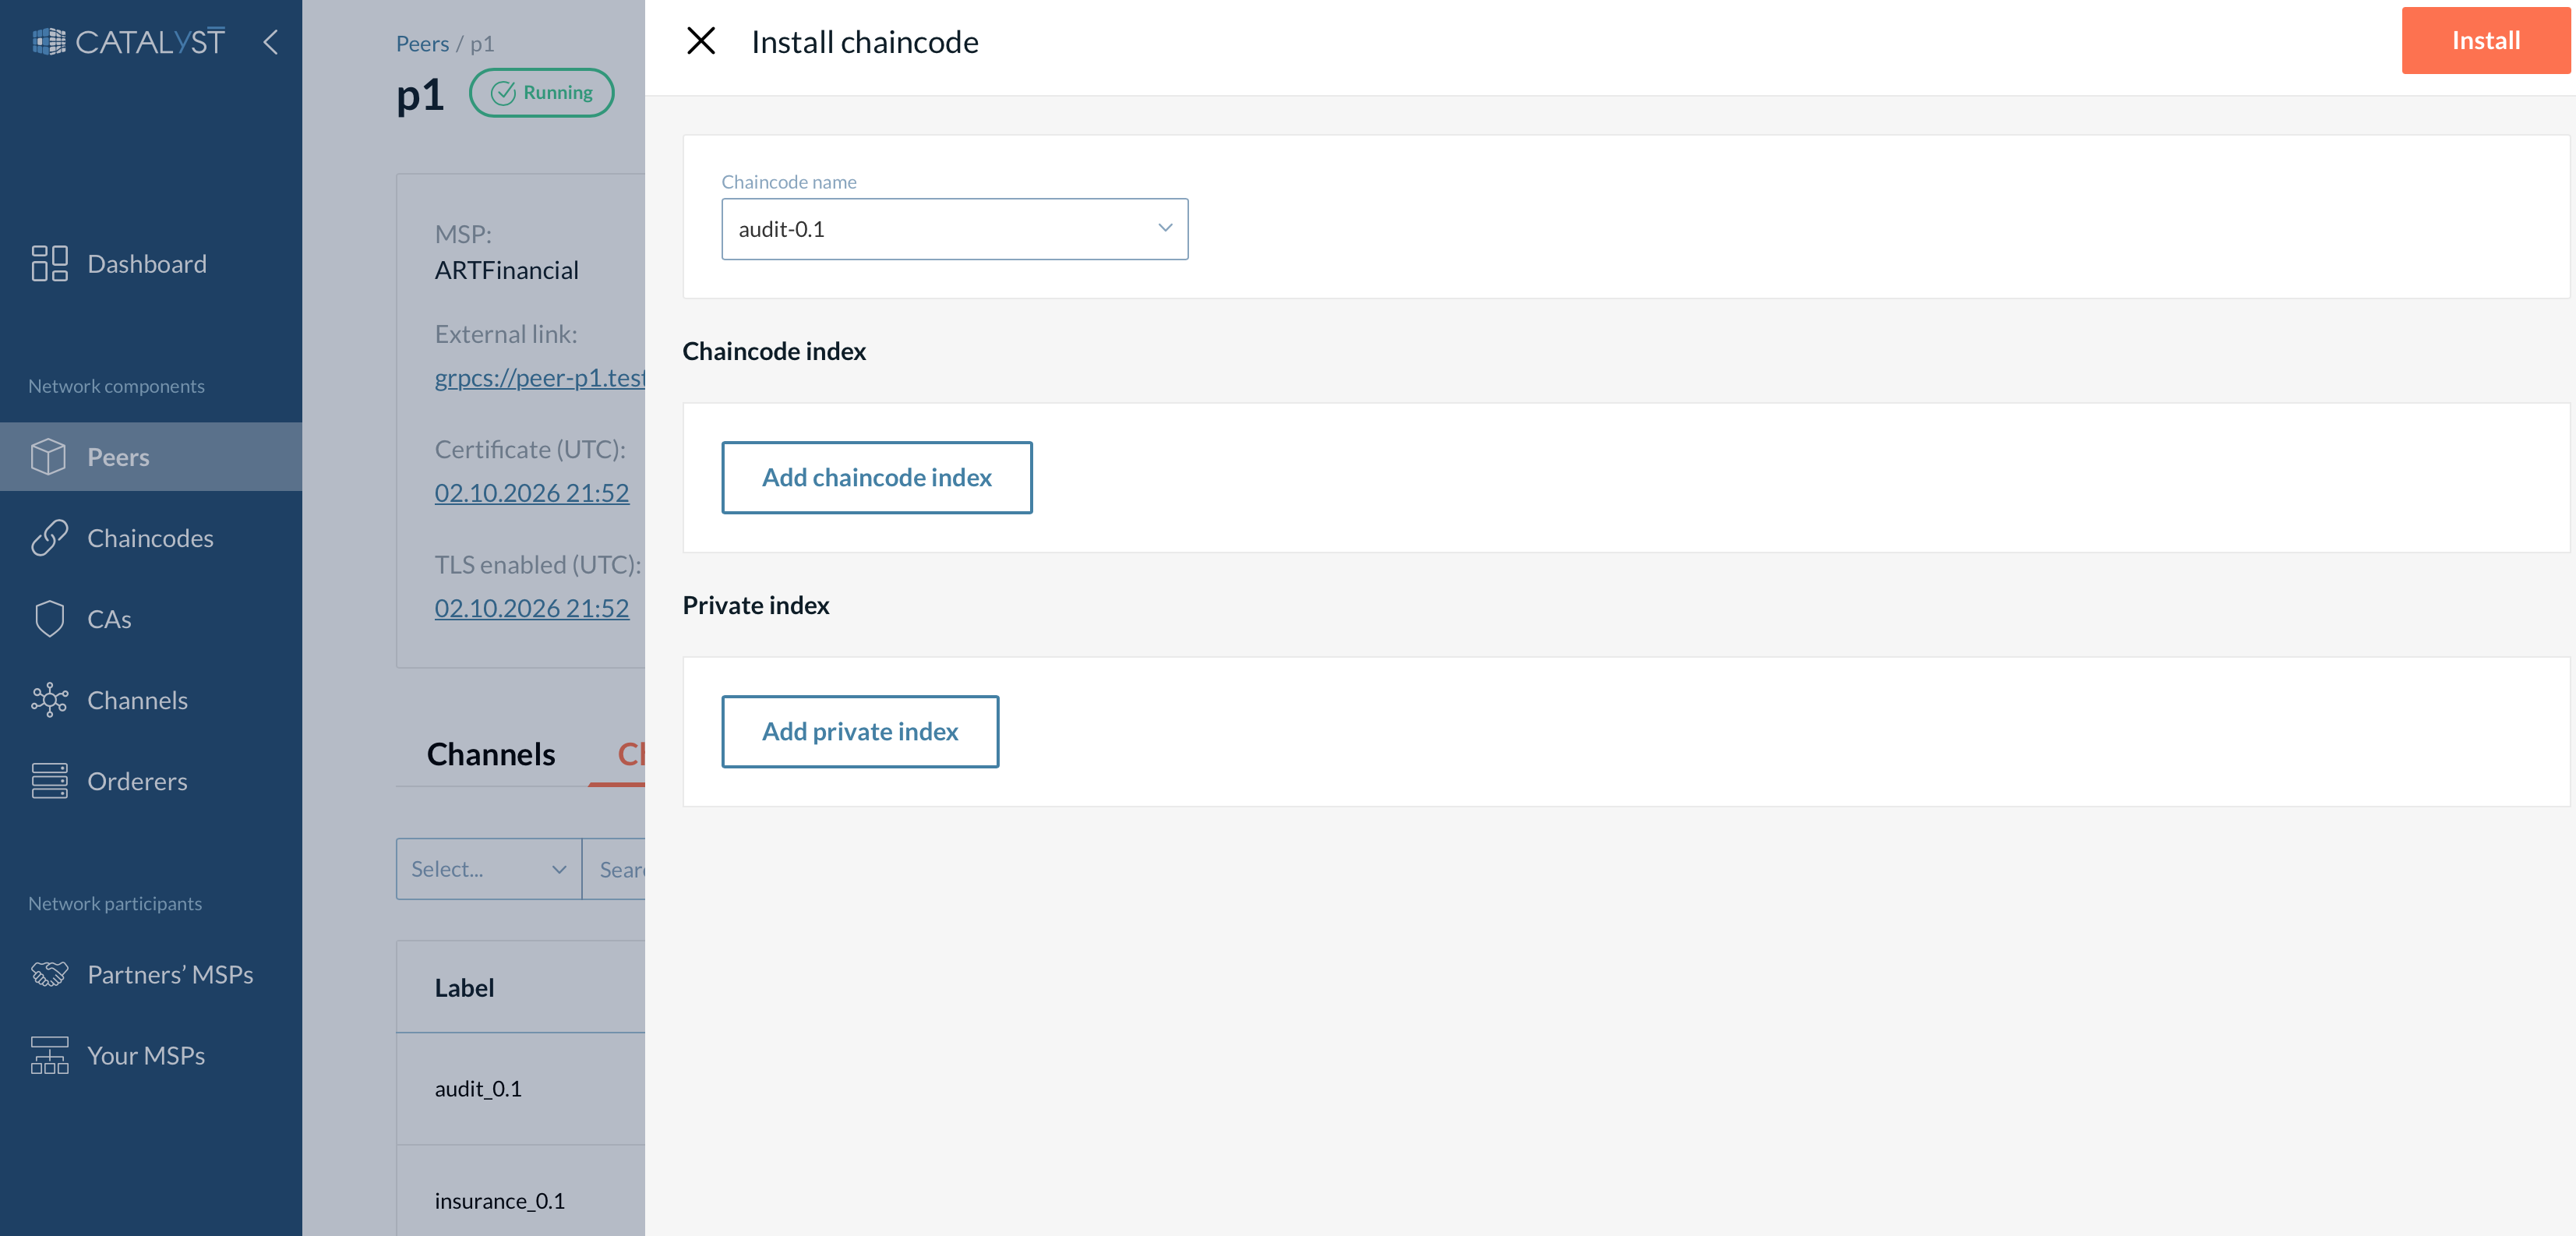 CATALYST
Dashboard
Network components
Peers
Chaincodes
CAs
Channels
Orderers
Network participants
Partners’ MSPs
Your MSPs
Peers / p1
p1
Running
MSP:
ARTFinancial
External link:
grpcs://peer-p1.test
Certificate (UTC):
02.10.2026 21:52
TLS enabled (UTC):
02.10.2026 21:52
Channels
Select...
Label
audit_0.1
insurance_0.1
Install chaincode
Install
Chaincode name
audit-0.1
Chaincode index
Add chaincode index
Private index
Add private index